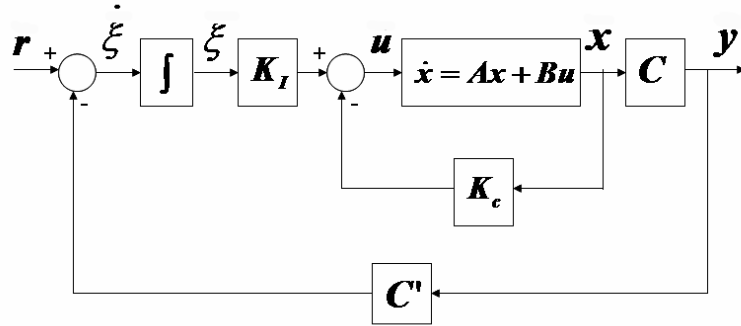 r + ξ̇ ∫ ξ K_I + u ẋ = Ax + Bu x C y
- -
K_c
C'